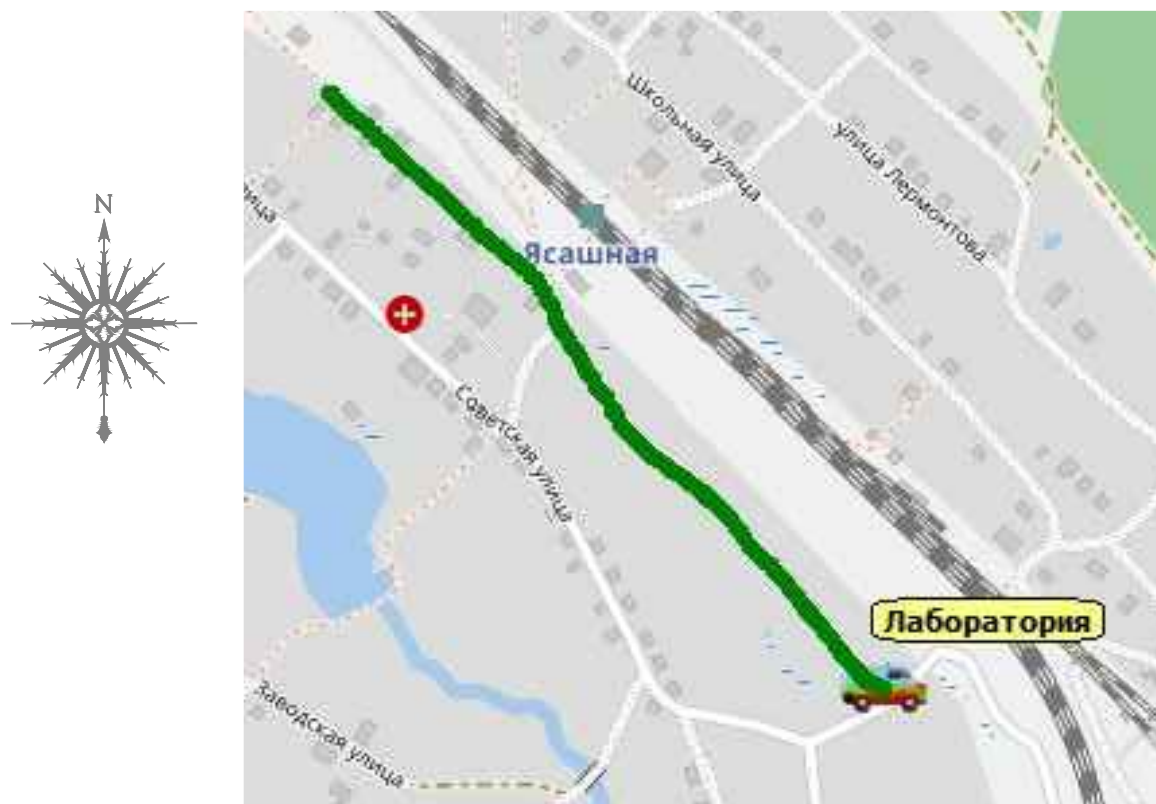 N
Школьная улица
улица Лермонтова
Ясашная
Советская улица
Лаборатория
Заводская улица